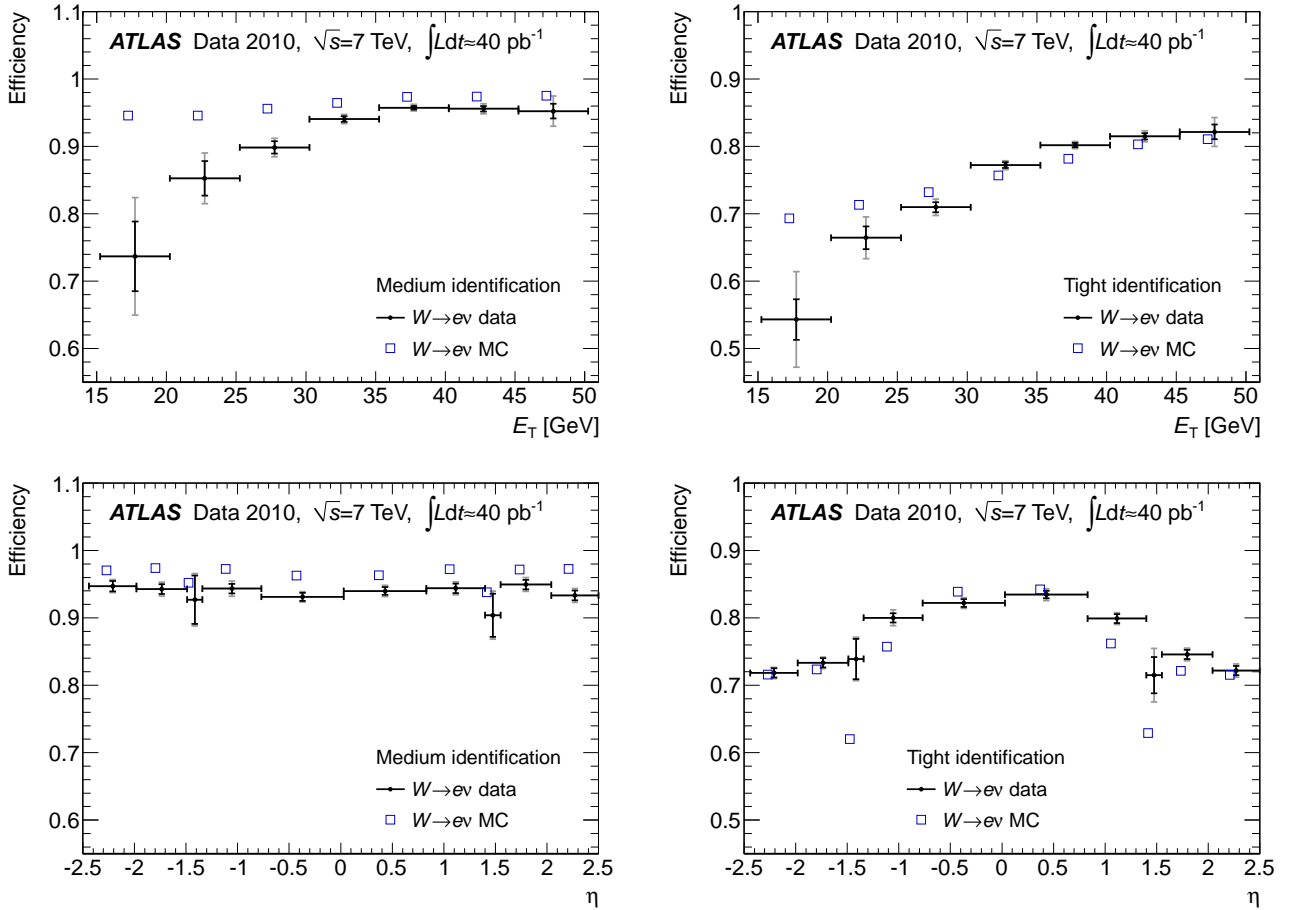 Efficiency
ATLAS Data 2010, √s=7 TeV, ∫Ldt≈40 pb⁻¹
1.1
1
0.9
0.8
0.7
0.6
Medium identification
W→eν data
W→eν MC
15 20 25 30 35 40 45 50
E_T [GeV]
Efficiency
ATLAS Data 2010, √s=7 TeV, ∫Ldt≈40 pb⁻¹
1
0.9
0.8
0.7
0.6
0.5
Tight identification
W→eν data
W→eν MC
15 20 25 30 35 40 45 50
E_T [GeV]
Efficiency
ATLAS Data 2010, √s=7 TeV, ∫Ldt≈40 pb⁻¹
1.1
1
0.9
0.8
0.7
0.6
Medium identification
W→eν data
W→eν MC
-2.5 -2 -1.5 -1 -0.5 0 0.5 1 1.5 2 2.5
η
Efficiency
ATLAS Data 2010, √s=7 TeV, ∫Ldt≈40 pb⁻¹
1
0.9
0.8
0.7
0.6
0.5
Tight identification
W→eν data
W→eν MC
-2.5 -2 -1.5 -1 -0.5 0 0.5 1 1.5 2 2.5
η